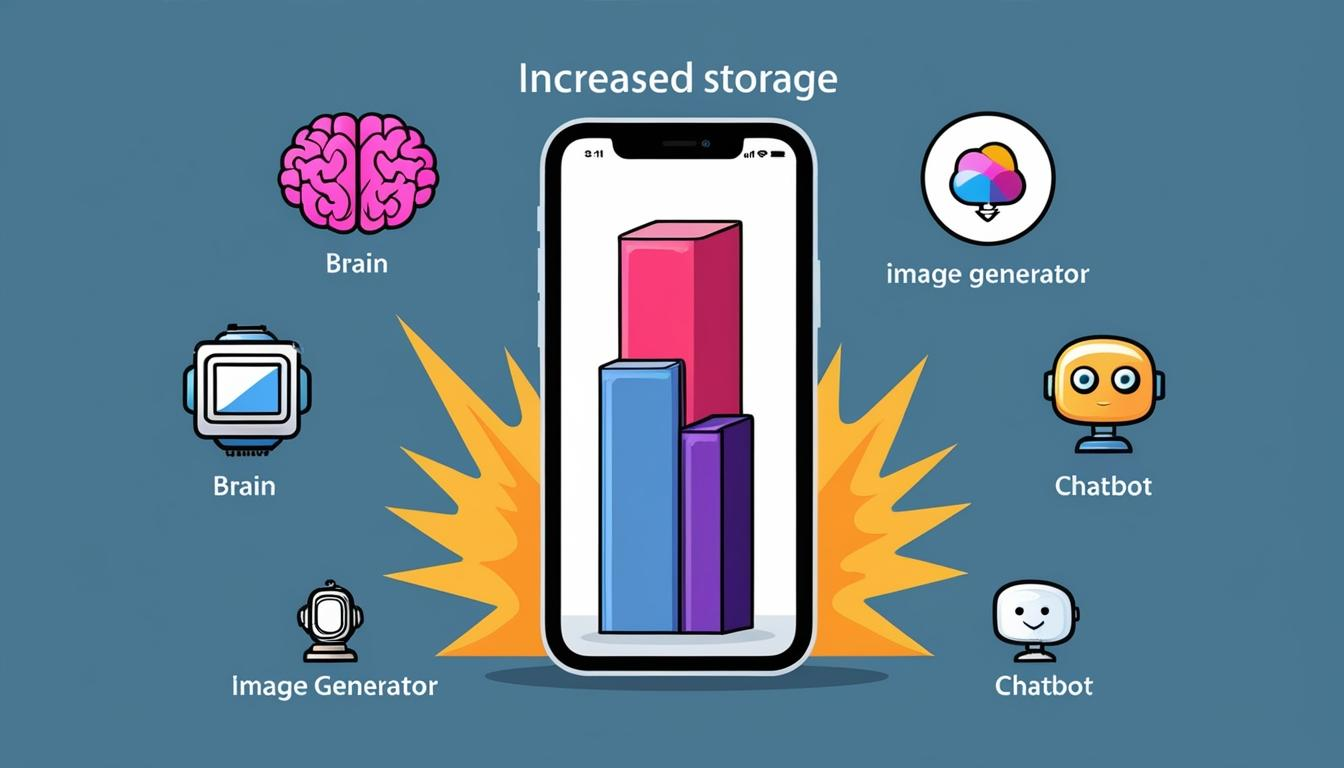 Increased storage
Brain
image generator
Brain
Chatbot
Image Generator
Chatbot